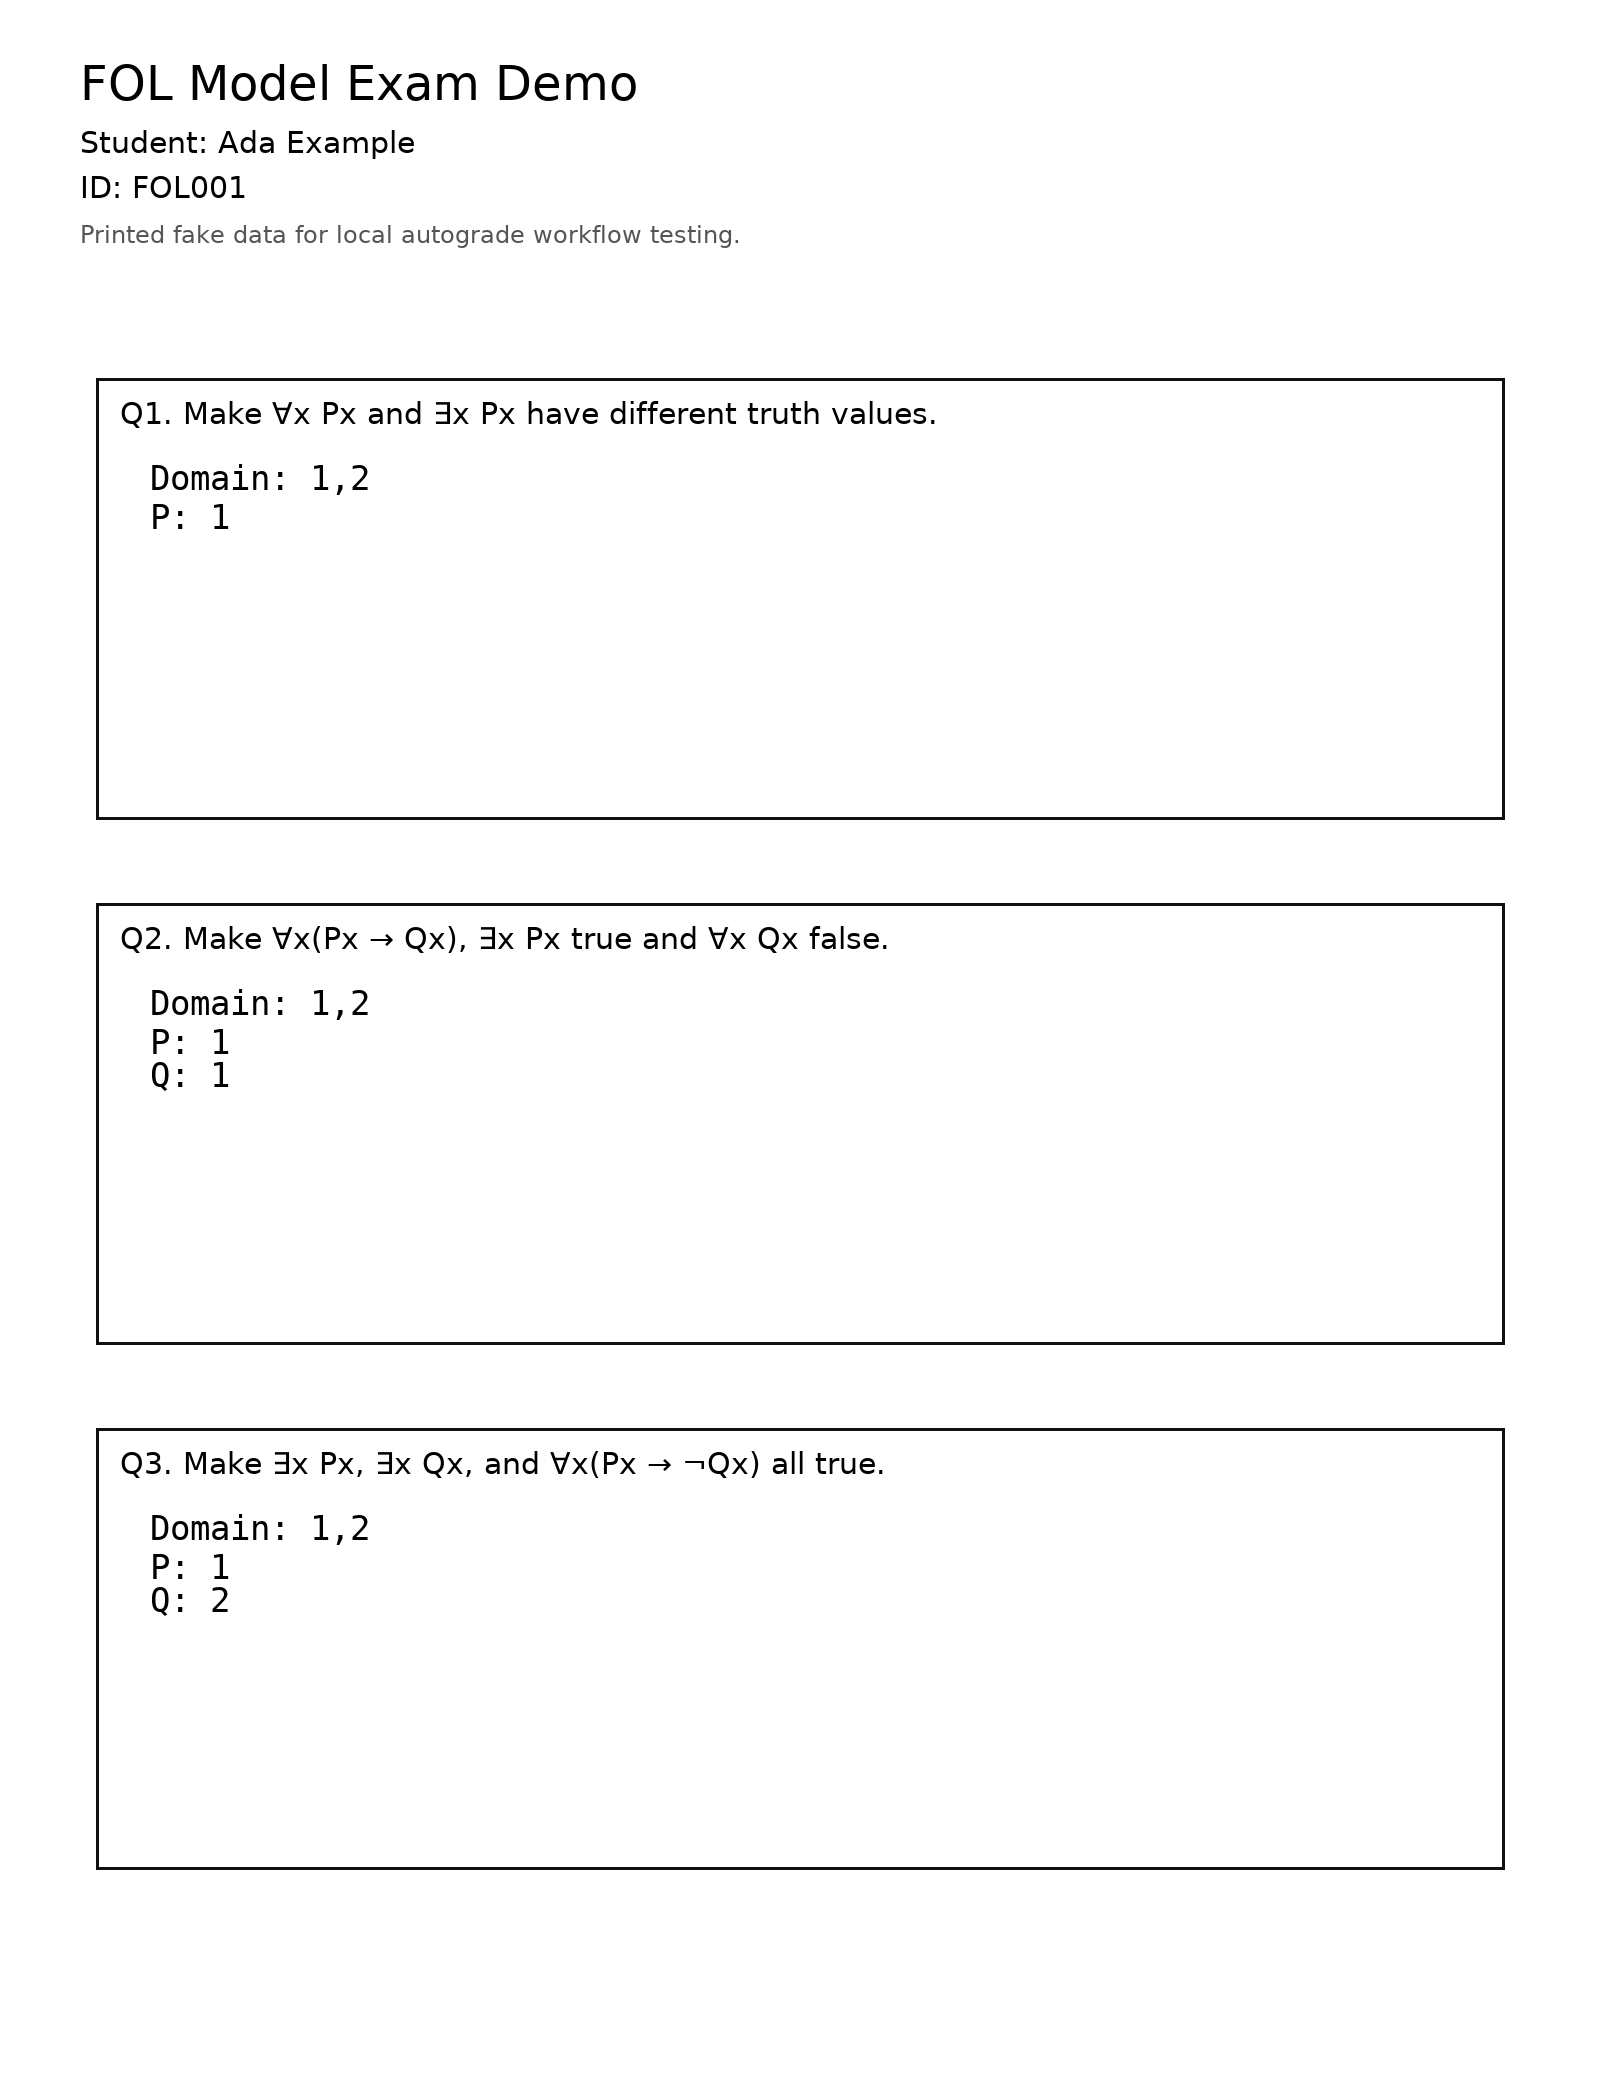 FOL Model Exam Demo
Student: Ada Example
ID: FOL001
Printed fake data for local autograde workflow testing.
Q1. Make ∀x Px and ∃x Px have different truth values.
Domain: 1,2
P: 1
Q2. Make ∀x(Px → Qx), ∃x Px true and ∀x Qx false.
Domain: 1,2
P: 1
Q: 1
Q3. Make ∃x Px, ∃x Qx, and ∀x(Px → ¬Qx) all true.
Domain: 1,2
P: 1
Q: 2